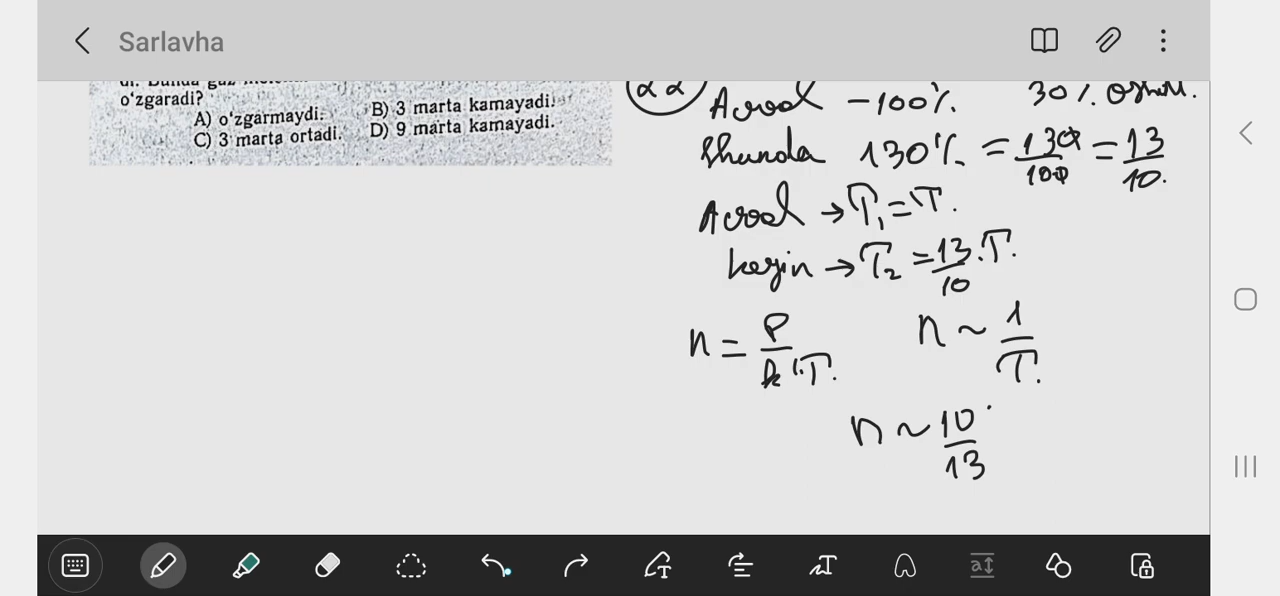 Sarlavha
o'zgaradi?
A) o'zgarmaydi.
B) 3 marta kamayadi.
C) 3 marta ortadi.
D) 9 marta kamayadi.
Avval - 100%. 30%
Shunda 130% = 130/100 = 13/10.
Avval → T₁ = T.
keyin → T₂ = 13/10 · T.
n = P/k·T. n ~ 1/T.
n ~ 10/13